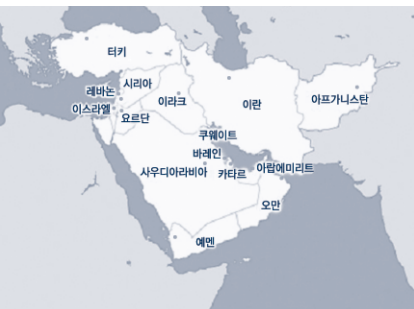 터키
시리아
레바논
이스라엘
요르단
이라크
이란
아프가니스탄
쿠웨이트
바레인
사우디아라비아
카타르
아랍에미리트
오만
예멘